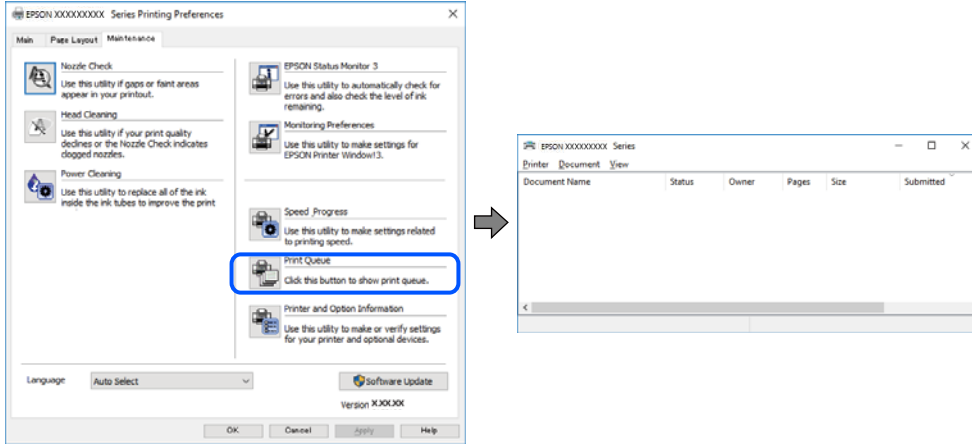 EPSON XXXXXXXXX Series Printing Preferences
Main Page Layout Maintenance
Nozzle Check
Use this utility if gaps or faint areas
appear in your printout.
Head Cleaning
Use this utility if your print quality
declines or the Nozzle Check indicates
clogged nozzles.
Power Cleaning
Use this utility to replace all of the ink
inside the ink tubes to improve the print
EPSON Status Monitor 3
Use this utility to automatically check for
errors and also check the level of ink
remaining.
Monitoring Preferences
Use this utility to make settings for
EPSON Printer Window!3.
Speed_Progress
Use this utility to make settings related
to printing speed.
Print Queue
Click this button to show print queue.
Printer and Option Information
Use this utility to make or verify settings
for your printer and optional devices.
Language Auto Select Software Update
Version X.XX.XX
OK Cancel Apply Help
EPSON XXXXXXXXX Series
Printer Document View
Document Name Status Owner Pages Size Submitted